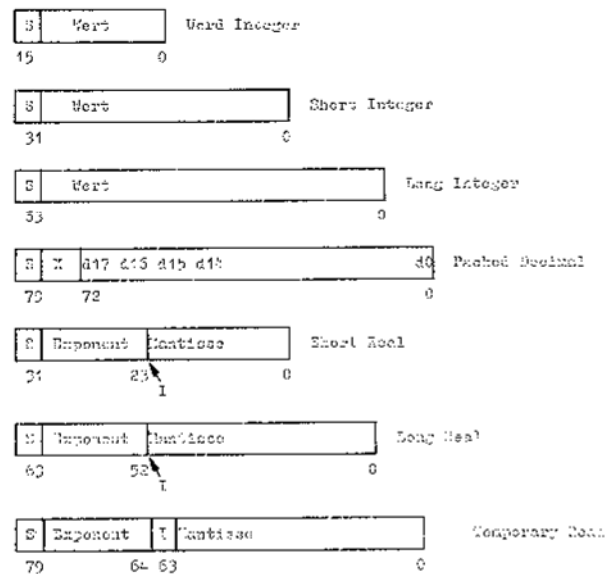 S Wert Word Integer
15 0
S Wert Short Integer
31 0
S Wert Long Integer
63 0
S X d17 d16 d15 d14 d0 Packed Decimal
79 72 0
S Exponent Mantisse Short Real
31 23 0
I
S Exponent Mantisse Long Real
63 52 0
I
S Exponent I Mantisse Temporary Real
79 64 63 0